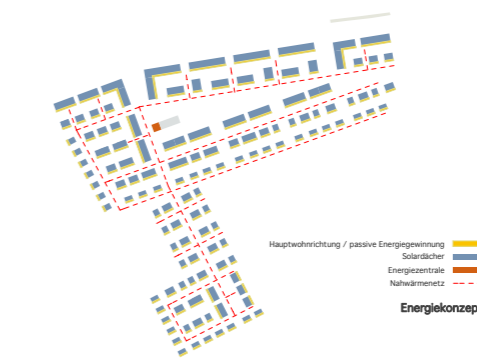 Hauptwohnrichtung / passive Energiegewinnung
Solardächer
Energiezentrale
Nahwärmenetz
Energiekonzep